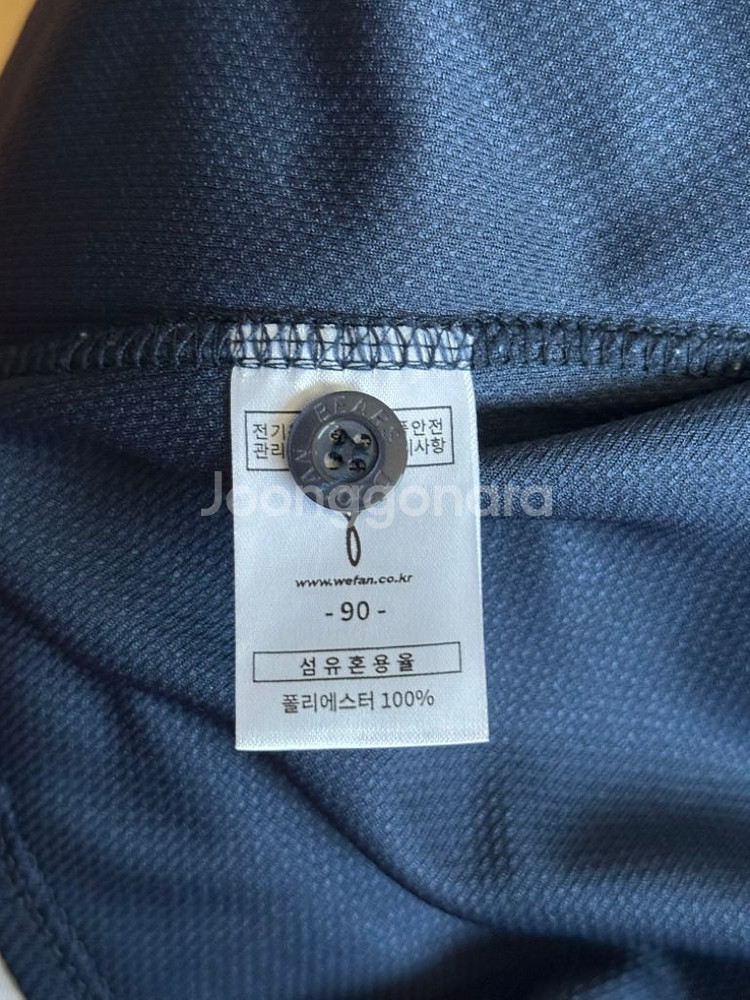 BEARS
전기
안전
관리
사항
Joonggonara
www.wefan.co.kr
- 90 -
섬유혼용율
폴리에스터 100%